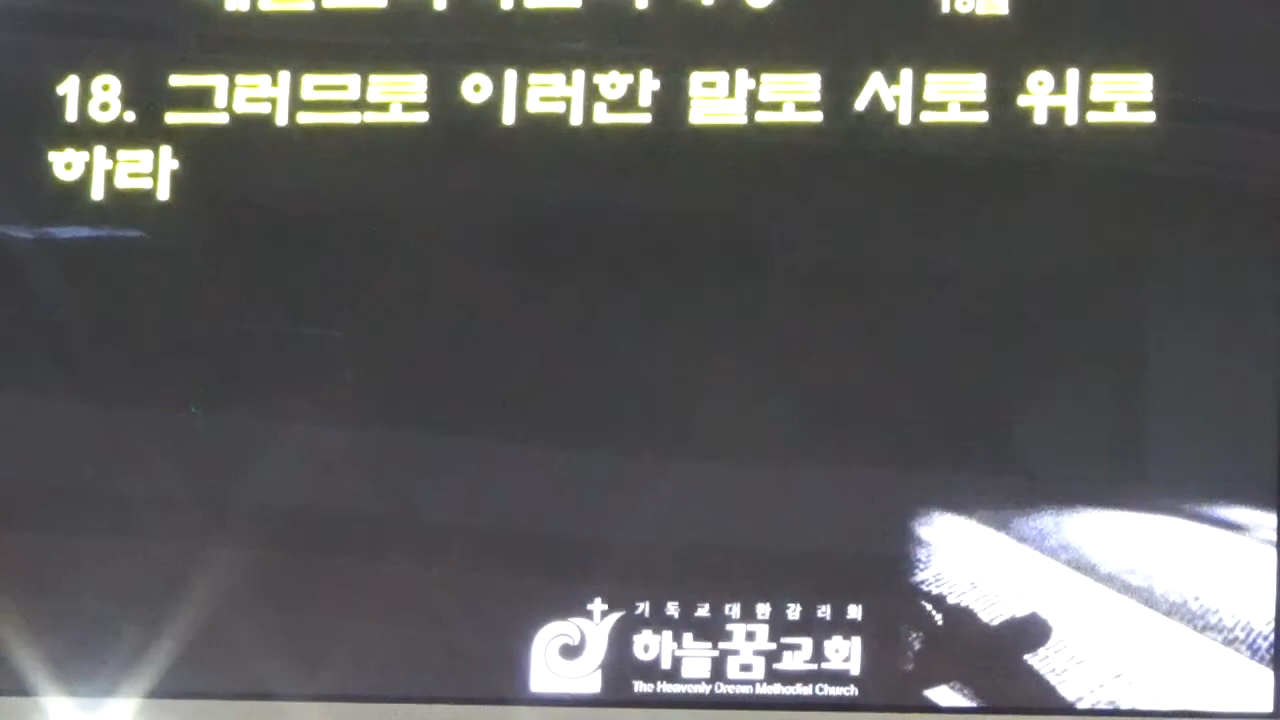 18. 그러므로 이러한 말로 서로 위로
하라
기독교대한감리회
하늘꿈교회
The Heavenly Dream Methodist Church